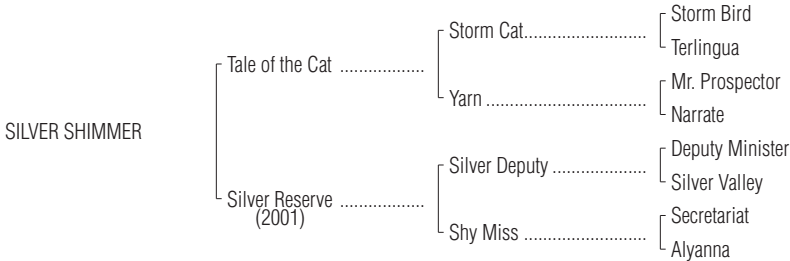 Storm Bird
Storm Cat..........................
Terlingua
Tale of the Cat ..................
Mr. Prospector
Yarn ..................................
Narrate
SILVER SHIMMER
Deputy Minister
Silver Deputy ....................
Silver Valley
Silver Reserve ..................
(2001)
Secretariat
Shy Miss ..........................
Alyanna